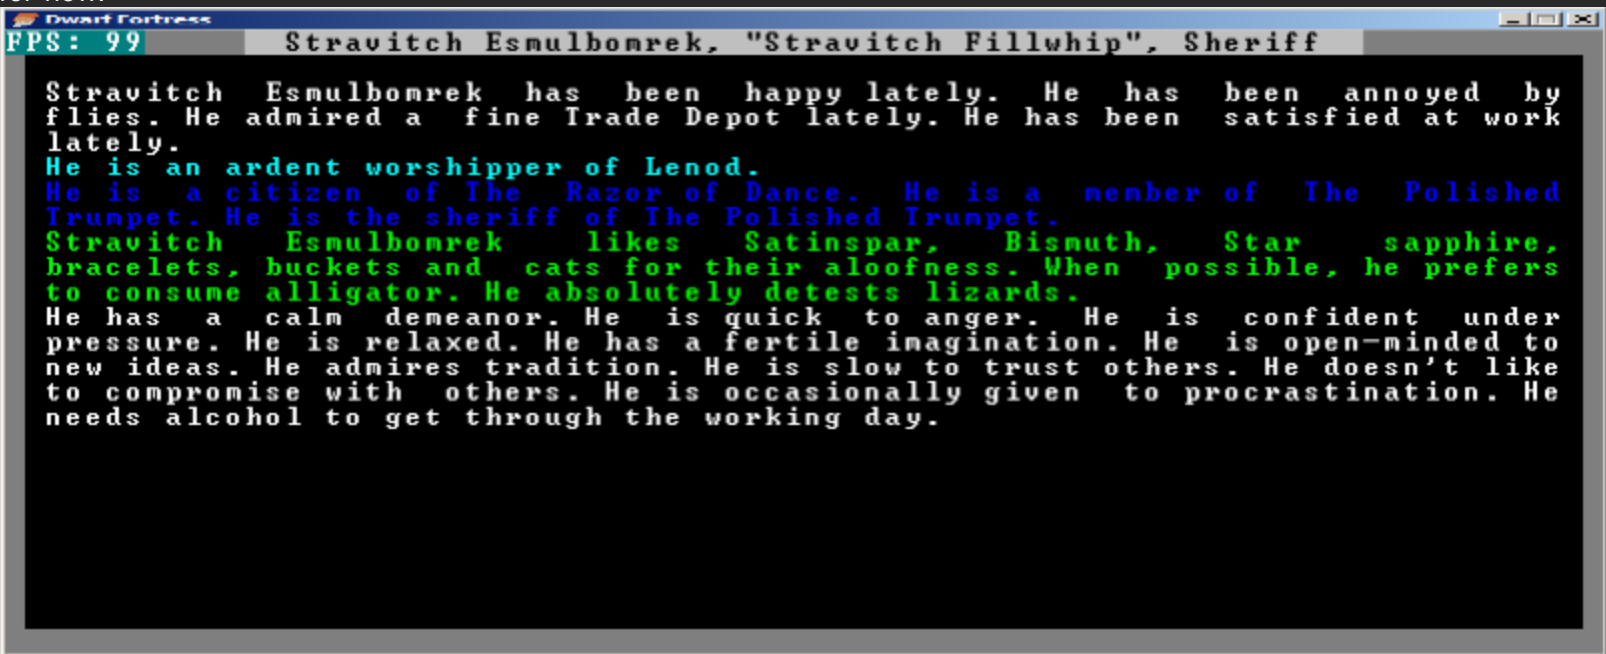 Dwarf Fortress
FPS: 99 Stravitch Esmulbomrek, "Stravitch Fillwhip", Sheriff
Stravitch Esmulbomrek has been happy lately. He has been annoyed by
flies. He admired a fine Trade Depot lately. He has been satisfied at work
lately.
He is an ardent worshipper of Lenod.
He is a citizen of The Razor of Dance. He is a member of The Polished
Trumpet. He is the sheriff of The Polished Trumpet.
Stravitch Esmulbomrek likes Satinspar, Bismuth, Star sapphire,
bracelets, buckets and cats for their aloofness. When possible, he prefers
to consume alligator. He absolutely detests lizards.
He has a calm demeanor. He is quick to anger. He is confident under
pressure. He is relaxed. He has a fertile imagination. He is open-minded to
new ideas. He admires tradition. He is slow to trust others. He doesn't like
to compromise with others. He is occasionally given to procrastination. He
needs alcohol to get through the working day.